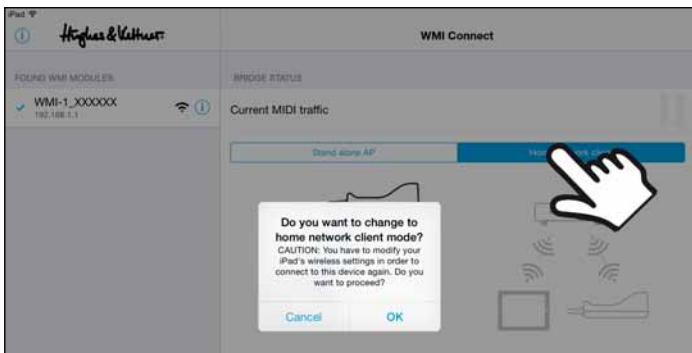 iPad
Hughes & Kettner
WMI Connect
FOUND WMI MODULES
BRIDGE STATUS
WMI-1_XXXXXX
192.168.1.1
Current MIDI traffic
Stand alone AP
Home
Do you want to change to
home network client mode?
CAUTION: You have to modify your
iPad's wireless settings in order to
connect to this device again. Do you
want to proceed?
Cancel
OK